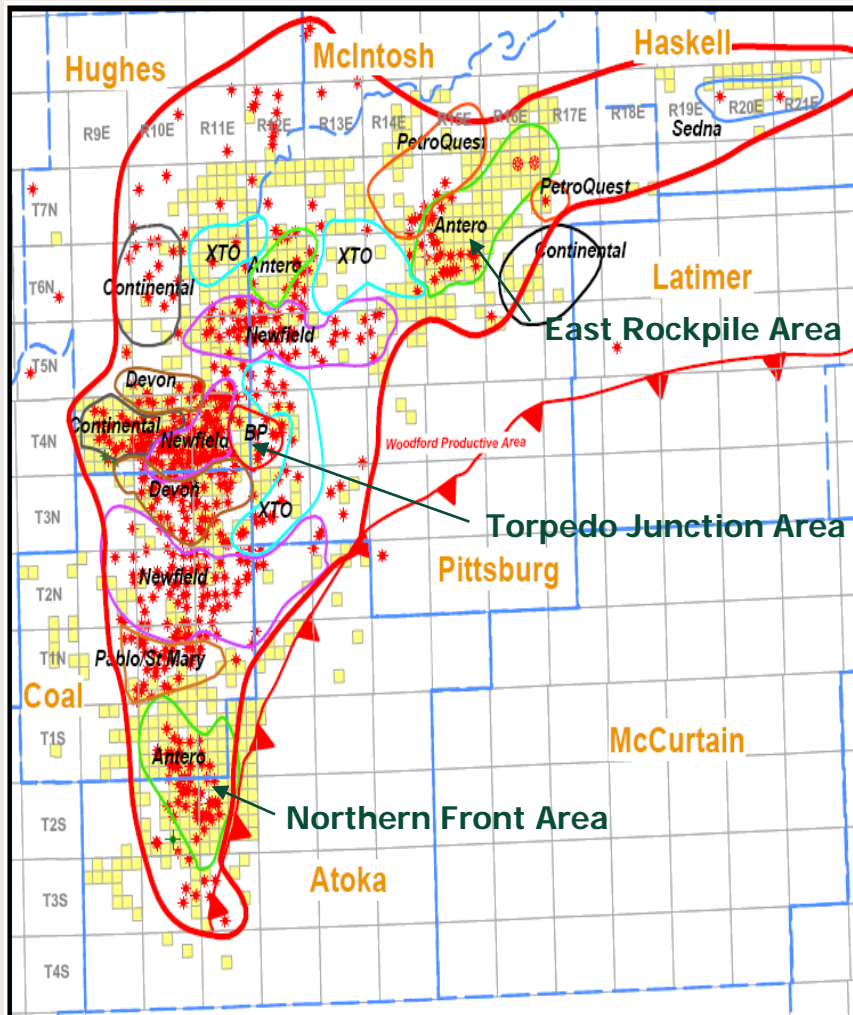 Hughes
McIntosh
Haskell
R9E
R10E
R11E
R12E
R13E
R14E
R15E
R16E
R17E
R18E
R19E
R20E
R21E
Sedna
PetroQuest
PetroQuest
T7N
XTO
Antero
XTO
Antero
Continental
Continental
Latimer
T6N
Newfield
East Rockpile Area
T5N
Devon
Continental
Newfield
BP
T4N
Woodford Productive Area
Devon
XTO
T3N
Torpedo Junction Area
Newfield
Pittsburg
T2N
Pablo/St Mary
T1N
Coal
Antero
McCurtain
T1S
Northern Front Area
T2S
Atoka
T3S
T4S